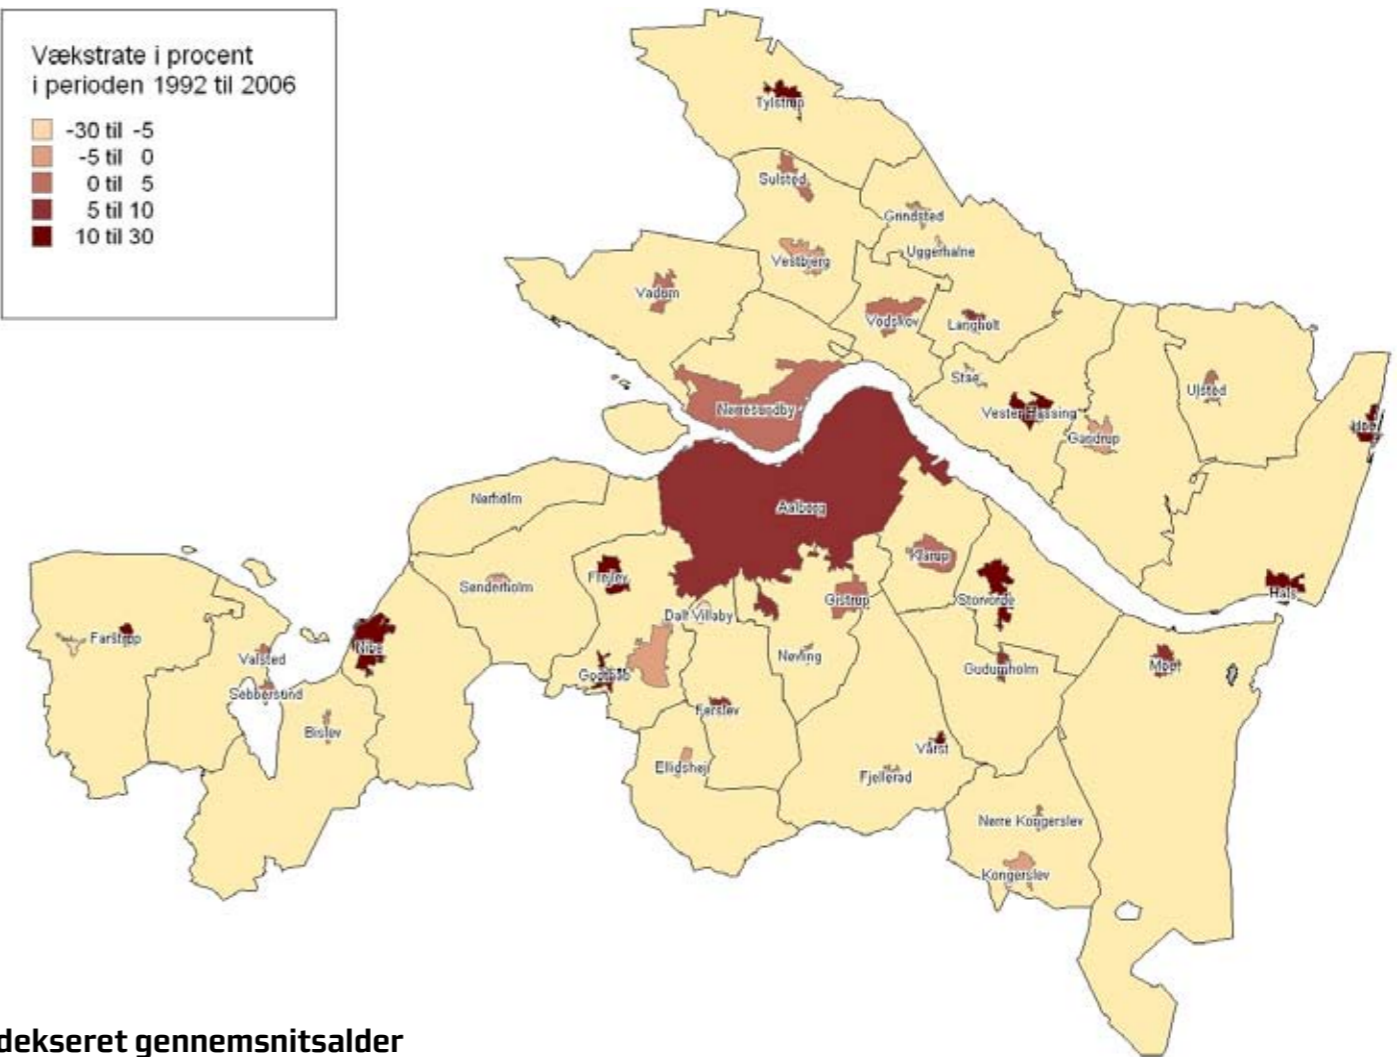 Vækstrate i procent
i perioden 1992 til 2006
-30 til -5
-5 til 0
0 til 5
5 til 10
10 til 30
Tylstrup
Sulsted
Grindsted
Uggerhalne
Vestbjerg
Vadum
Vodskov
Langholt
Stae
Ulsted
Vester Hassing
Gandrup
Nørresundby
Nørholm
Aalborg
Klarup
Frejlev
Sønderholm
Storvorde
Gistrup
Hals
Dall Villaby
Farstrup
Nibe
Valsted
Nøvling
Gudumholm
Mou
Godthåb
Sebbersund
Ferslev
Bislev
Vårst
Ellidshøj
Fjellerad
Nørre Kongerslev
Kongerslev
dekseret gennemsnitsalder